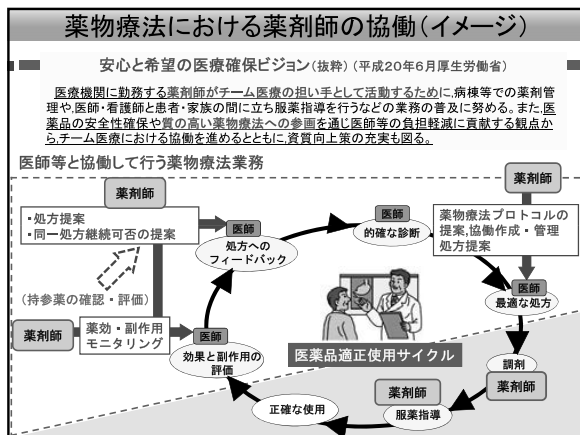 薬物療法における薬剤師の協働(イメージ)
安心と希望の医療確保ビジョン(抜粋)(平成20年6月厚生労働省)
医療機関に勤務する薬剤師がチーム医療の担い手として活動するために,病棟等での薬剤管
理や,医師・看護師と患者・家族の間に立ち服薬指導を行うなどの業務の普及に努める。また,医
薬品の安全性確保や質の高い薬物療法への参画を通じ医師等の負担軽減に貢献する観点か
ら,チーム医療における協働を進めるとともに,資質向上策の充実も図る。
医師等と協働して行う薬物療法業務
薬剤師
・処方提案
・同一処方継続可否の提案
医師
処方への
フィードバック
医師
的確な診断
薬剤師
薬物療法プロトコルの
提案,協働作成・管理
処方提案
医師
最適な処方
(持参薬の確認・評価)
薬剤師
薬効・副作用
モニタリング
医師
効果と副作用の
評価
医薬品適正使用サイクル
調剤
薬剤師
薬剤師
服薬指導
正確な使用